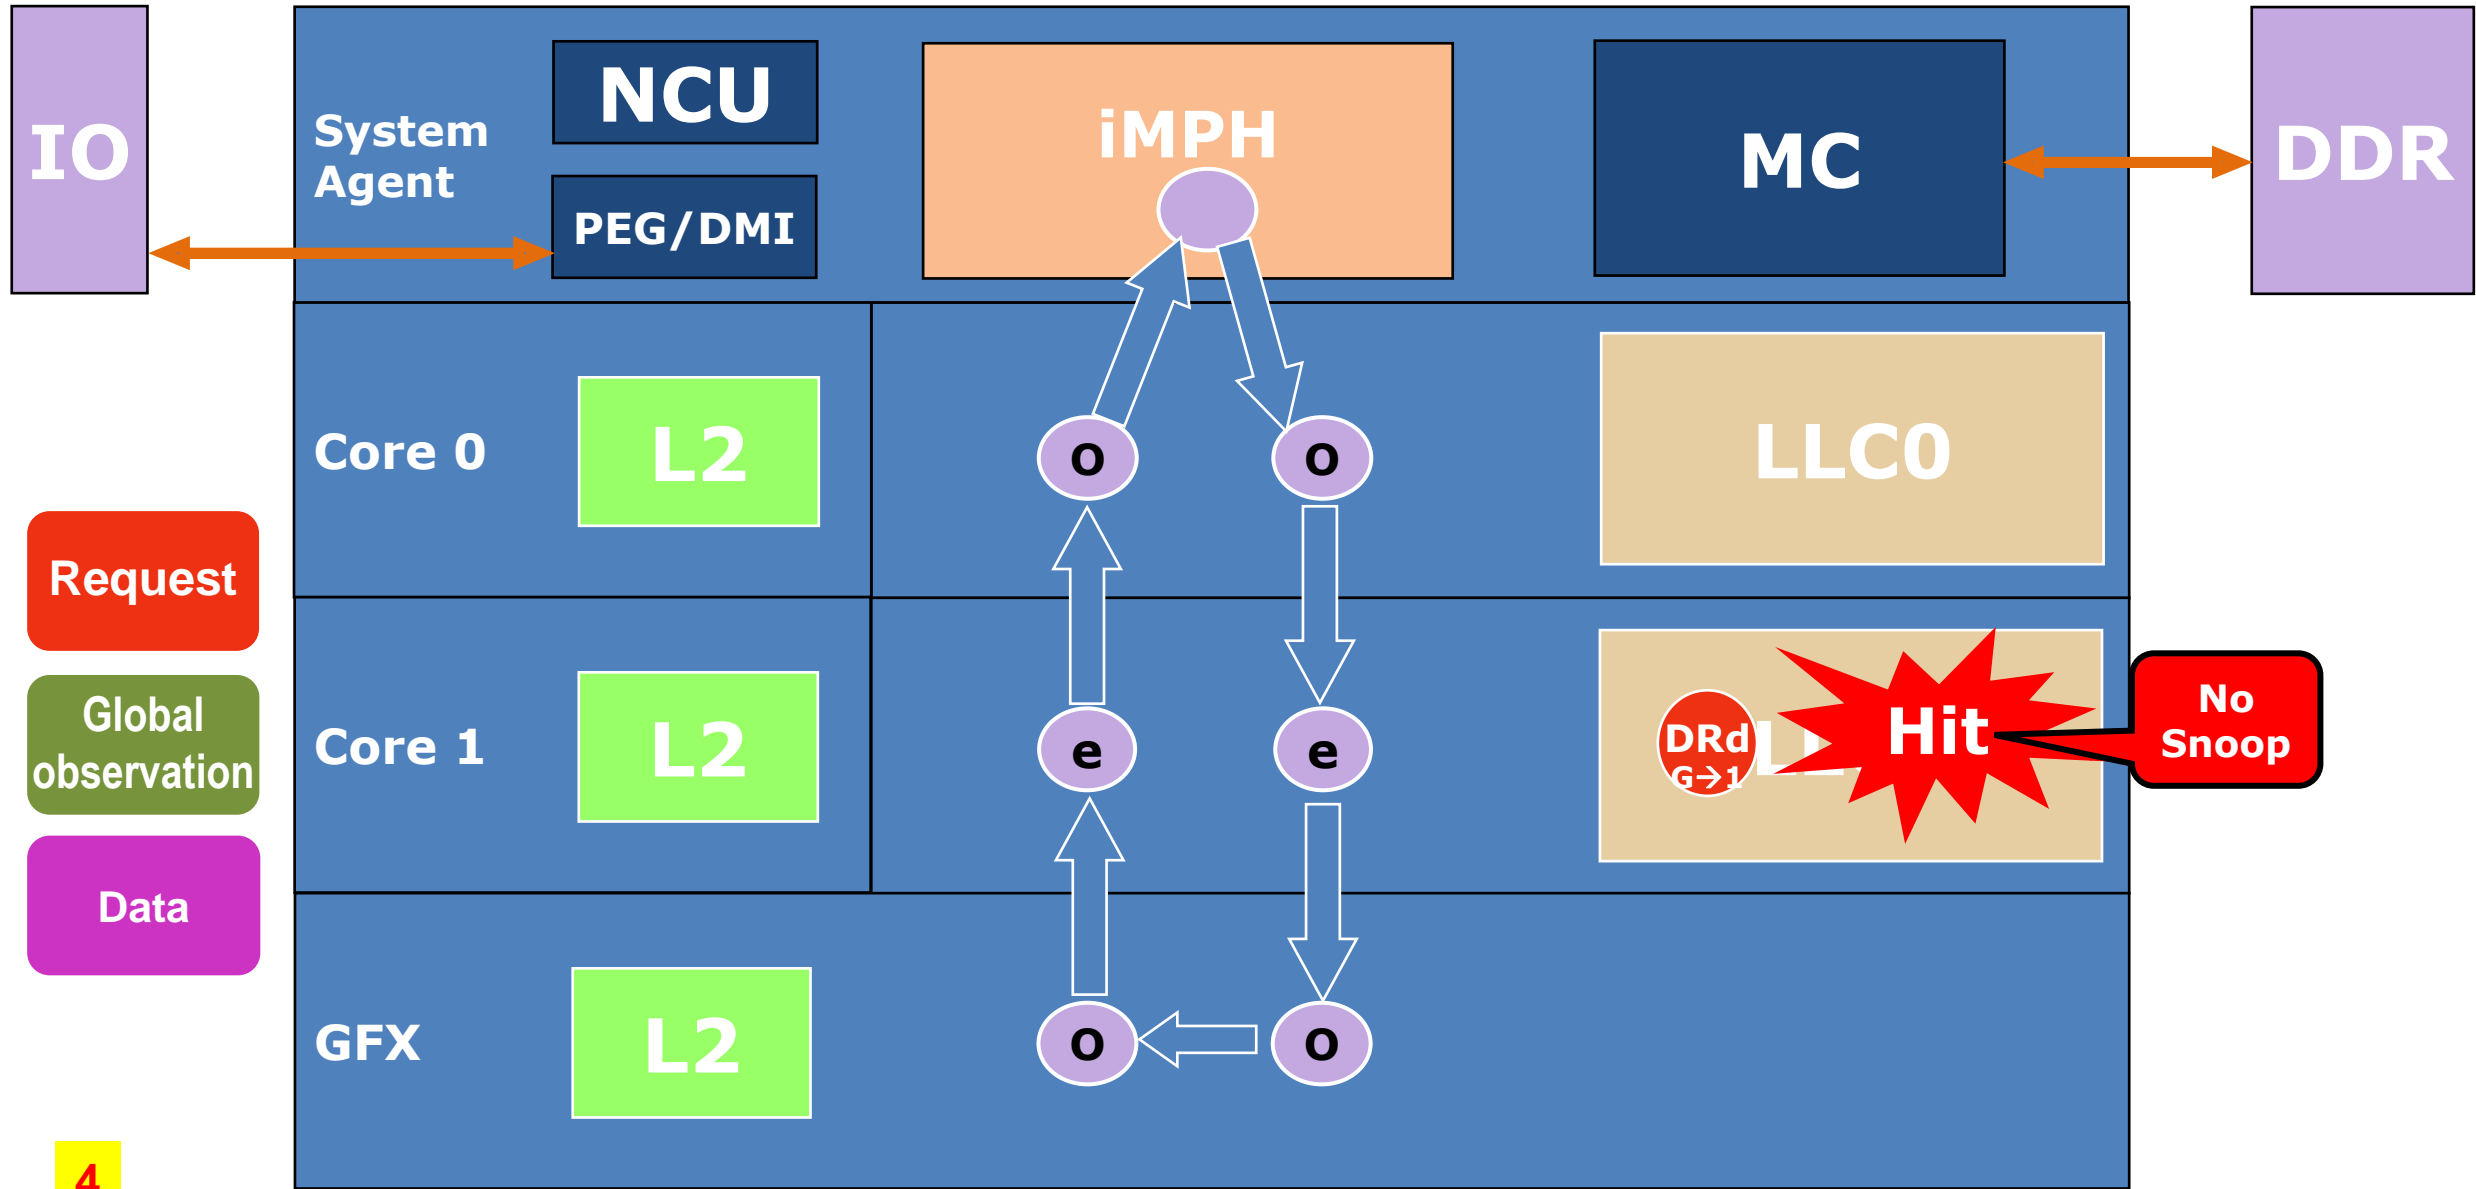 IO
NCU
iMPH
MC
DDR
System
Agent
PEG/DMI
Core 0
L2
O
O
LLC0
Request
Global
observation
Data
Core 1
L2
e
e
DRd
G→1
Hit
No
Snoop
GFX
L2
O
O
4